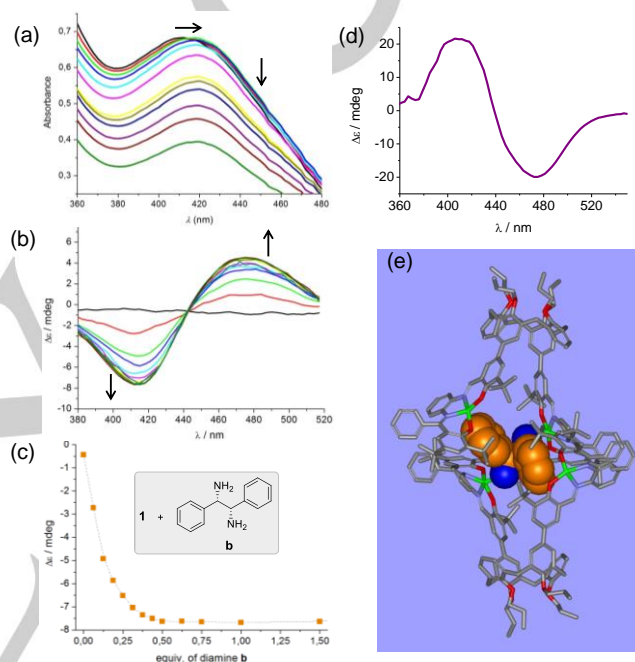 (a)
0,7
0,6
0,5
0,4
0,3
Absorbance
360 380 400 420 440 460 480
λ (nm)
(b)
6
4
2
0
-2
-4
-6
-8
-10
Δε / mdeg
380 400 420 440 460 480 500
λ / nm
(c)
0
-1
-2
-3
-4
-5
-6
-7
-8
Δε / mdeg
1 +
NH2
NH2
b
0,00 0,25 0,50 0,75 1,00 1,25 1,50
equiv. of diamine b
(d)
20
10
0
-10
-20
Δε / mdeg
360 400 440 480 520
λ / nm
(e)